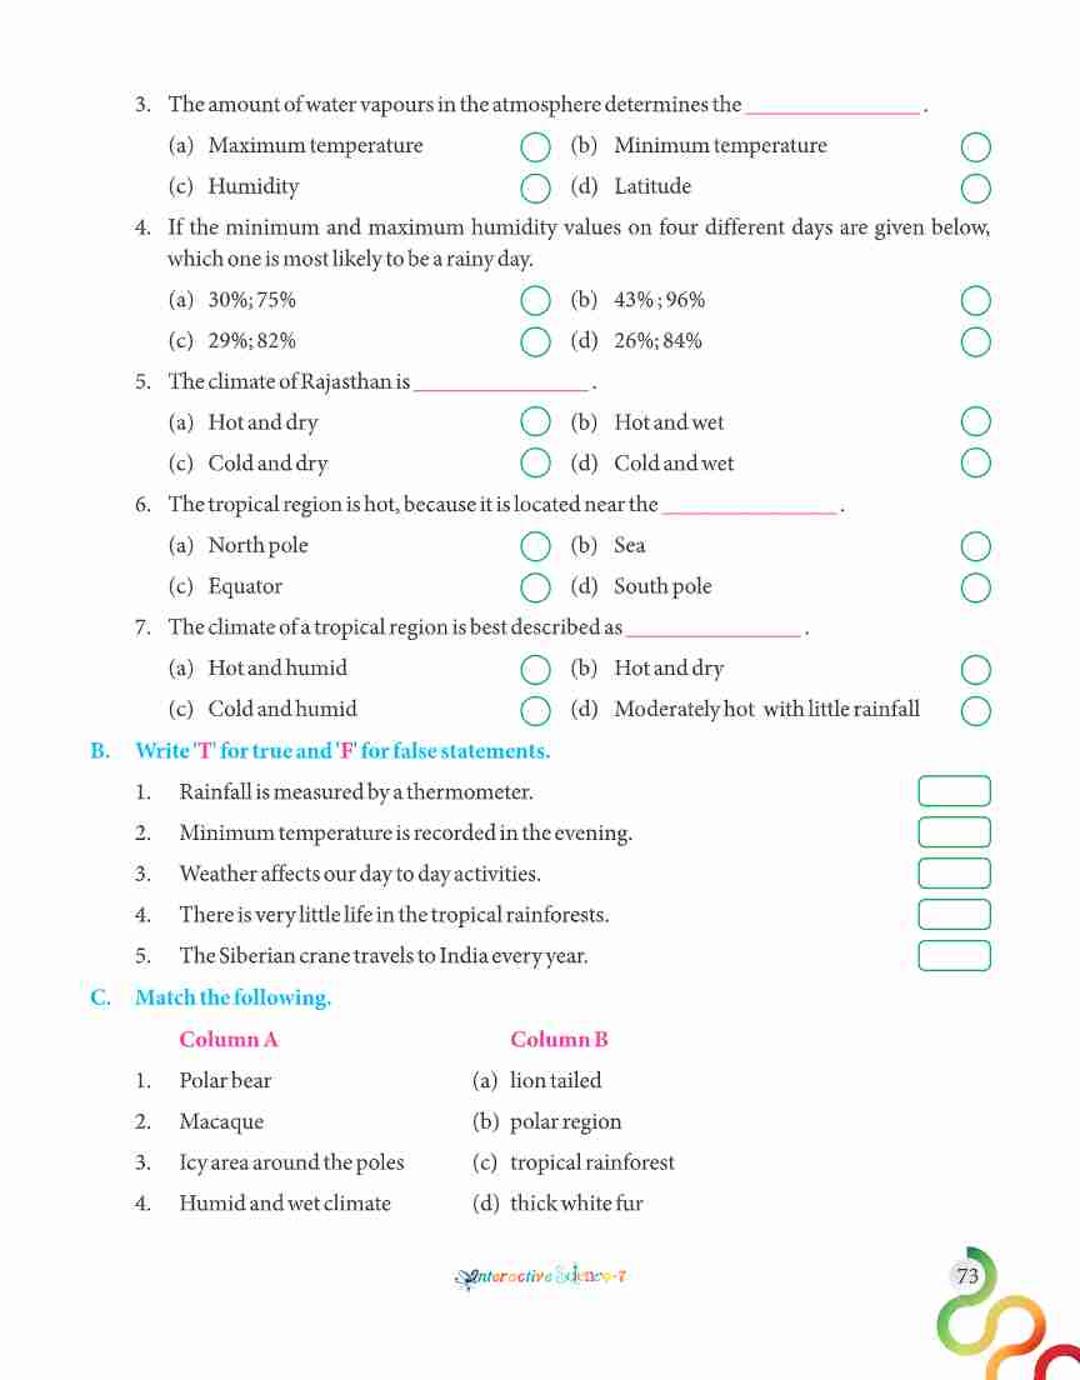 3. The amount of water vapours in the atmosphere determines the ____________ .
(a) Maximum temperature (b) Minimum temperature
(c) Humidity (d) Latitude
4. If the minimum and maximum humidity values on four different days are given below,
which one is most likely to be a rainy day.
(a) 30%; 75% (b) 43% ; 96%
(c) 29%; 82% (d) 26%; 84%
5. The climate of Rajasthan is ____________ .
(a) Hot and dry (b) Hot and wet
(c) Cold and dry (d) Cold and wet
6. The tropical region is hot, because it is located near the ____________ .
(a) North pole (b) Sea
(c) Equator (d) South pole
7. The climate of a tropical region is best described as ____________ .
(a) Hot and humid (b) Hot and dry
(c) Cold and humid (d) Moderately hot with little rainfall
B. Write 'T' for true and 'F' for false statements.
1. Rainfall is measured by a thermometer.
2. Minimum temperature is recorded in the evening.
3. Weather affects our day to day activities.
4. There is very little life in the tropical rainforests.
5. The Siberian crane travels to India every year.
C. Match the following.
Column A Column B
1. Polar bear (a) lion tailed
2. Macaque (b) polar region
3. Icy area around the poles (c) tropical rainforest
4. Humid and wet climate (d) thick white fur
Interactive Science-7
73